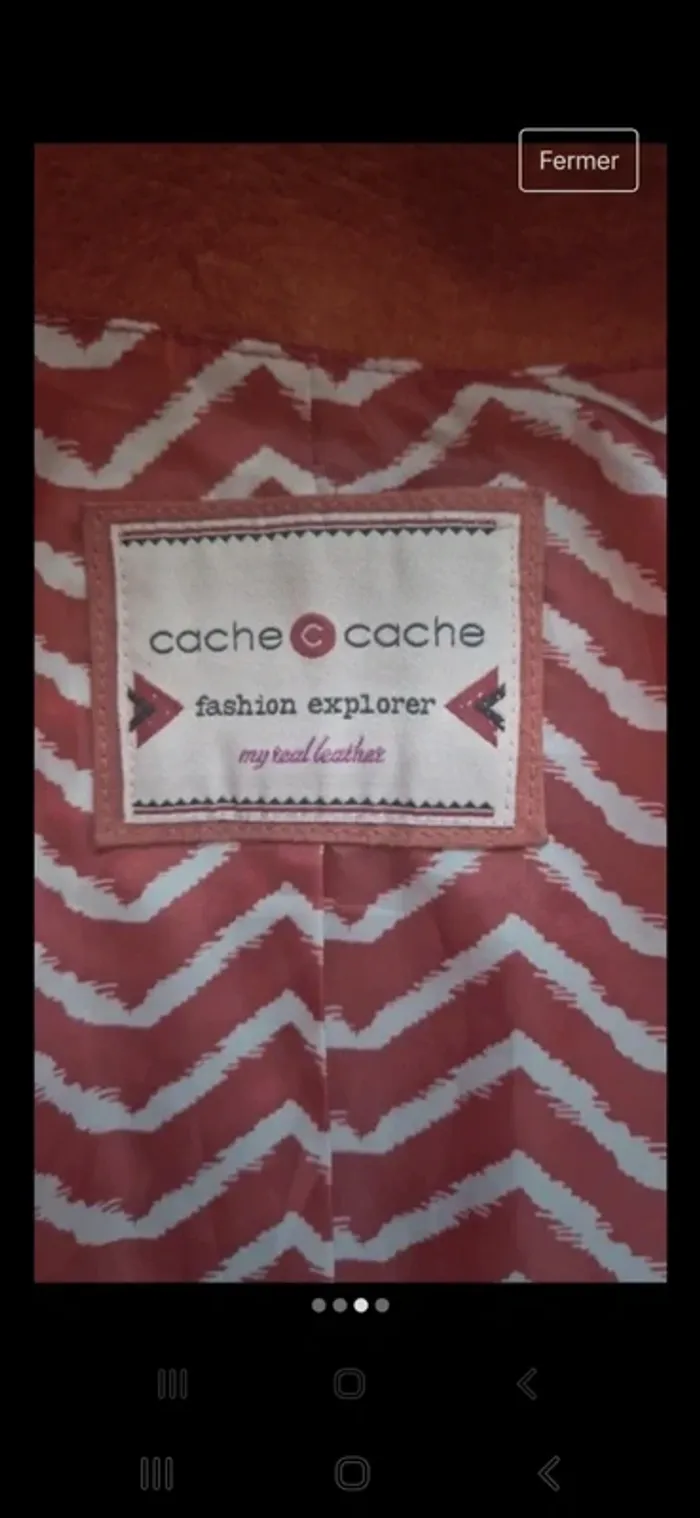 Fermer
cache c cache
fashion explorer
my real leather